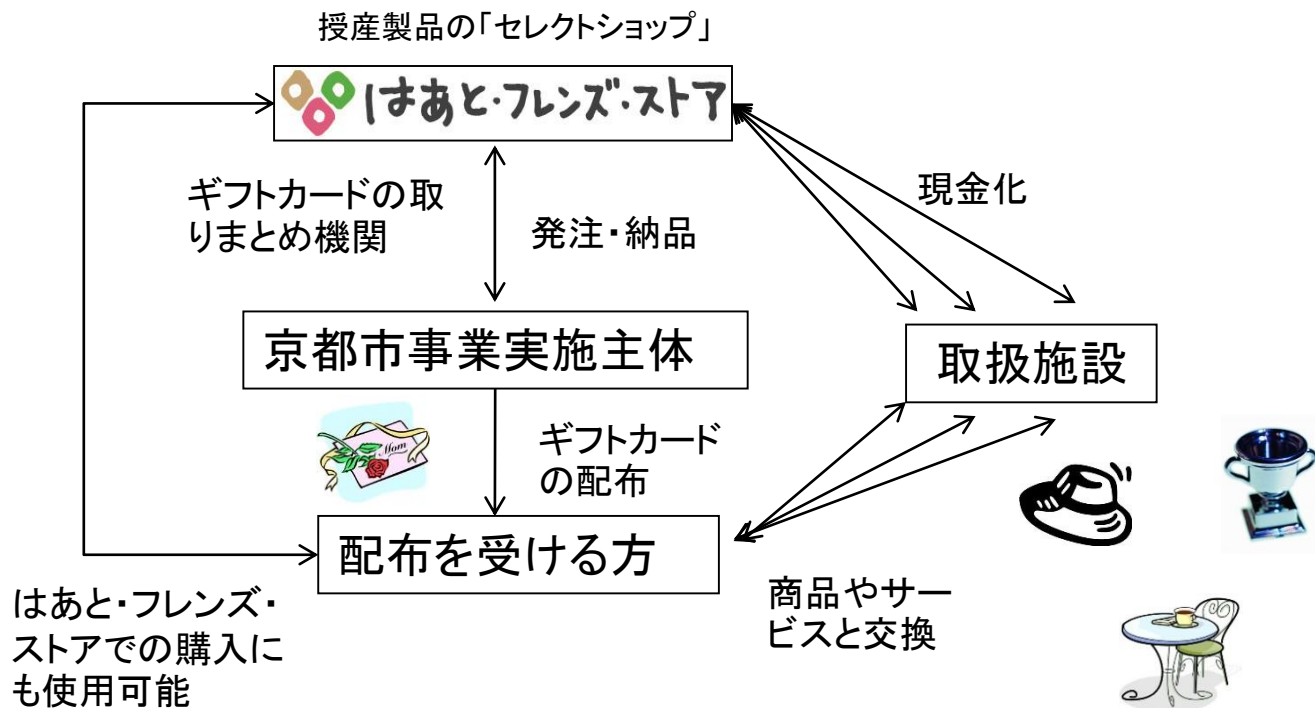 授産製品の「セレクトショップ」
はあと・フレンズ・ストア
ギフトカードの取
りまとめ機関
発注・納品
現金化
京都市事業実施主体
取扱施設
Mom
ギフトカード
の配布
配布を受ける方
はあと・フレンズ・
ストアでの購入に
も使用可能
商品やサー
ビスと交換